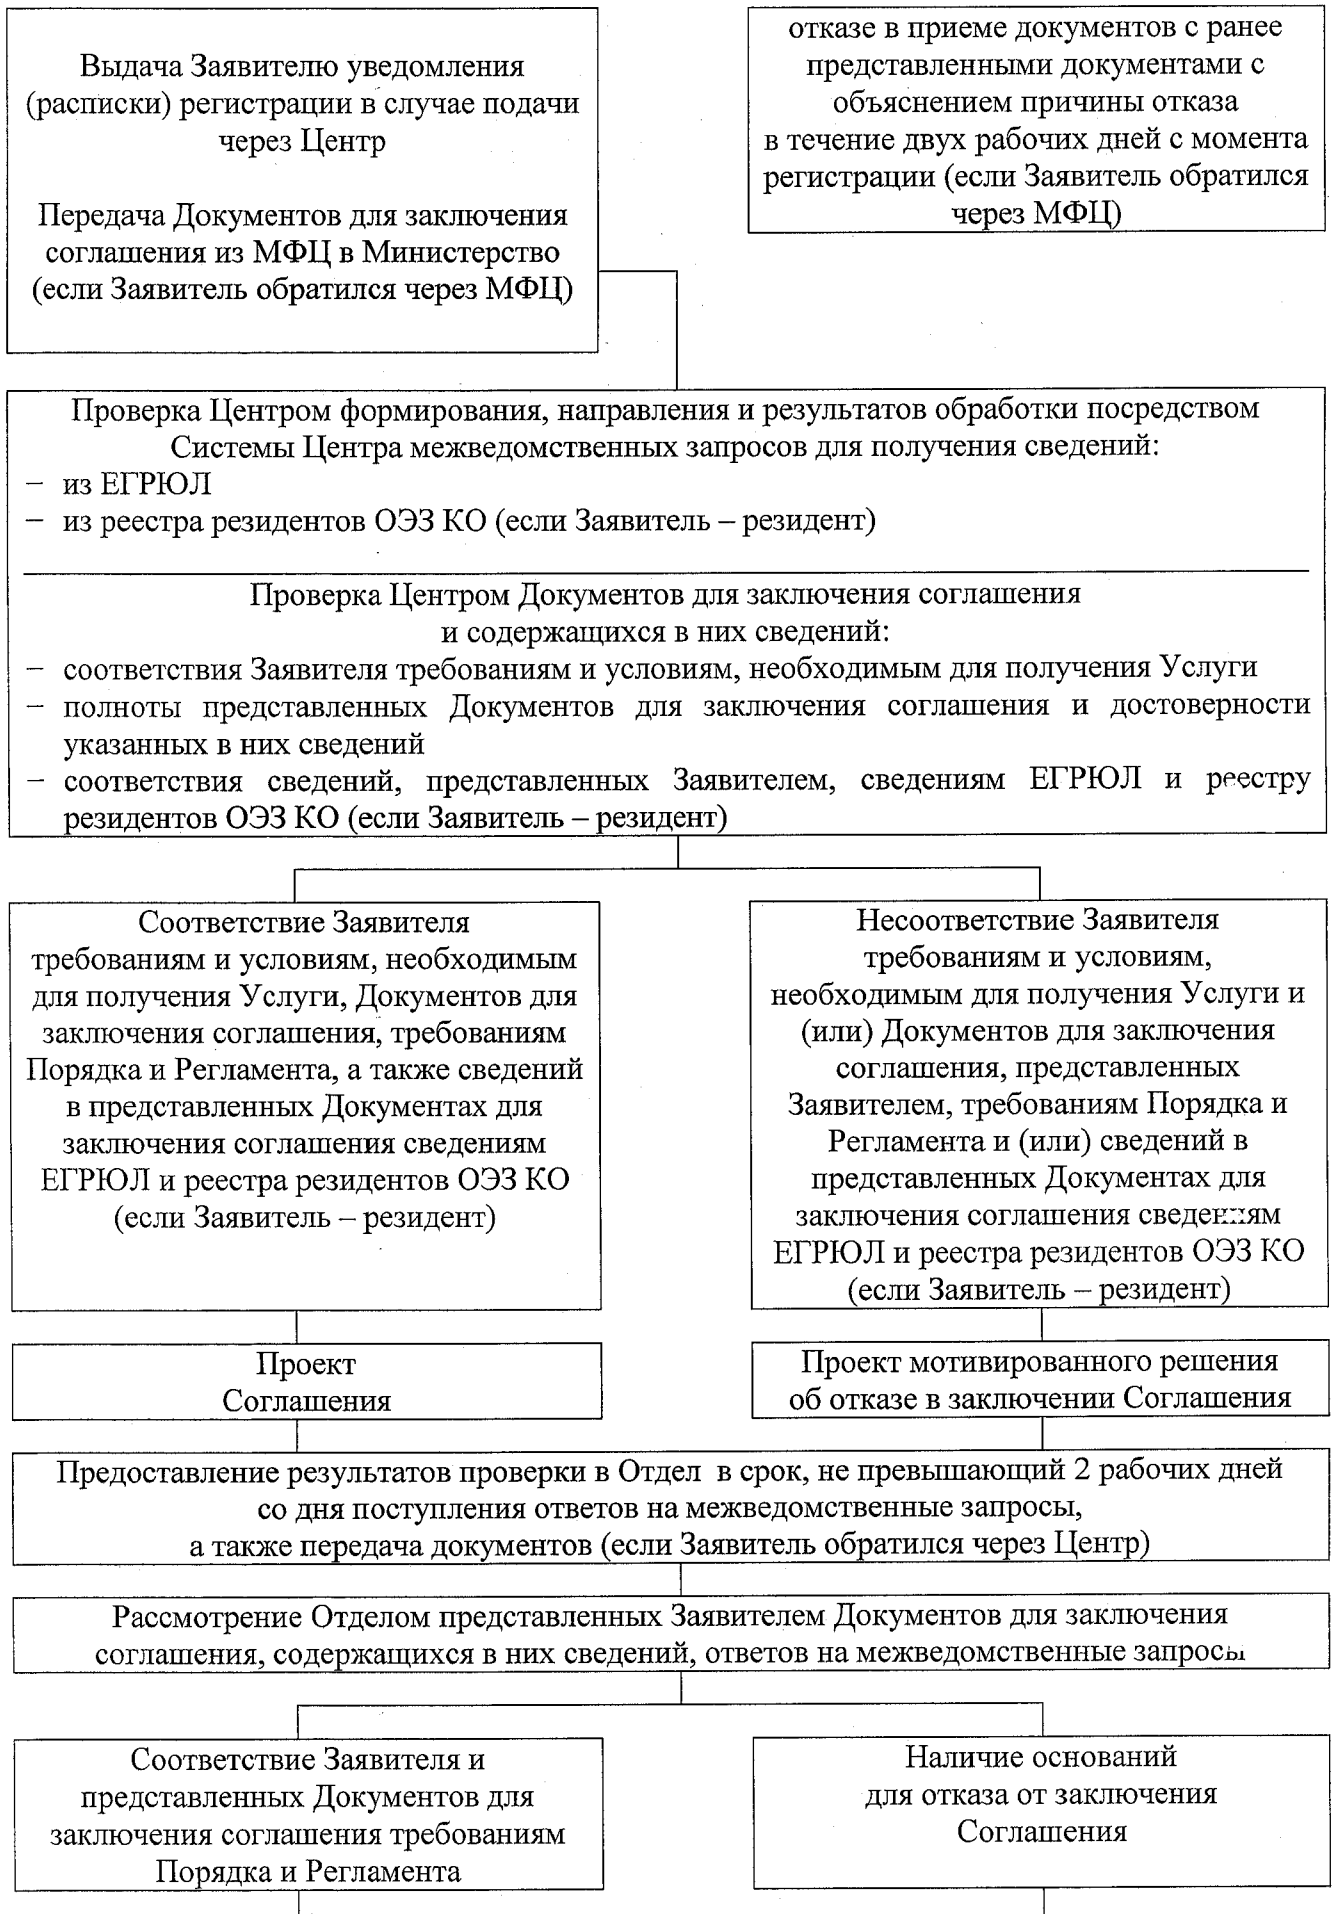 Выдача Заявителю уведомления
(расписки) регистрации в случае подачи
через Центр
Передача Документов для заключения
соглашения из МФЦ в Министерство
(если Заявитель обратился через МФЦ)
отказе в приеме документов с ранее
представленными документами с
объяснением причины отказа
в течение двух рабочих дней с момента
регистрации (если Заявитель обратился
через МФЦ)
Проверка Центром формирования, направления и результатов обработки посредством
Системы Центра межведомственных запросов для получения сведений:
– из ЕГРЮЛ
– из реестра резидентов ОЭЗ КО (если Заявитель – резидент)
Проверка Центром Документов для заключения соглашения
и содержащихся в них сведений:
– соответствия Заявителя требованиям и условиям, необходимым для получения Услуги
– полноты представленных Документов для заключения соглашения и достоверности
указанных в них сведений
– соответствия сведений, представленных Заявителем, сведениям ЕГРЮЛ и реестру
резидентов ОЭЗ КО (если Заявитель – резидент)
Соответствие Заявителя
требованиям и условиям, необходимым
для получения Услуги, Документов для
заключения соглашения, требованиям
Порядка и Регламента, а также сведений
в представленных Документах для
заключения соглашения сведениям
ЕГРЮЛ и реестра резидентов ОЭЗ КО
(если Заявитель – резидент)
Несоответствие Заявителя
требованиям и условиям,
необходимым для получения Услуги и
(или) Документов для заключения
соглашения, представленных
Заявителем, требованиям Порядка и
Регламента и (или) сведений в
представленных Документах для
заключения соглашения сведениям
ЕГРЮЛ и реестра резидентов ОЭЗ КО
(если Заявитель – резидент)
Проект
Соглашения
Проект мотивированного решения
об отказе в заключении Соглашения
Предоставление результатов проверки в Отдел в срок, не превышающий 2 рабочих дней
со дня поступления ответов на межведомственные запросы,
а также передача документов (если Заявитель обратился через Центр)
Рассмотрение Отделом представленных Заявителем Документов для заключения
соглашения, содержащихся в них сведений, ответов на межведомственные запросы
Соответствие Заявителя и
представленных Документов для
заключения соглашения требованиям
Порядка и Регламента
Наличие оснований
для отказа от заключения
Соглашения